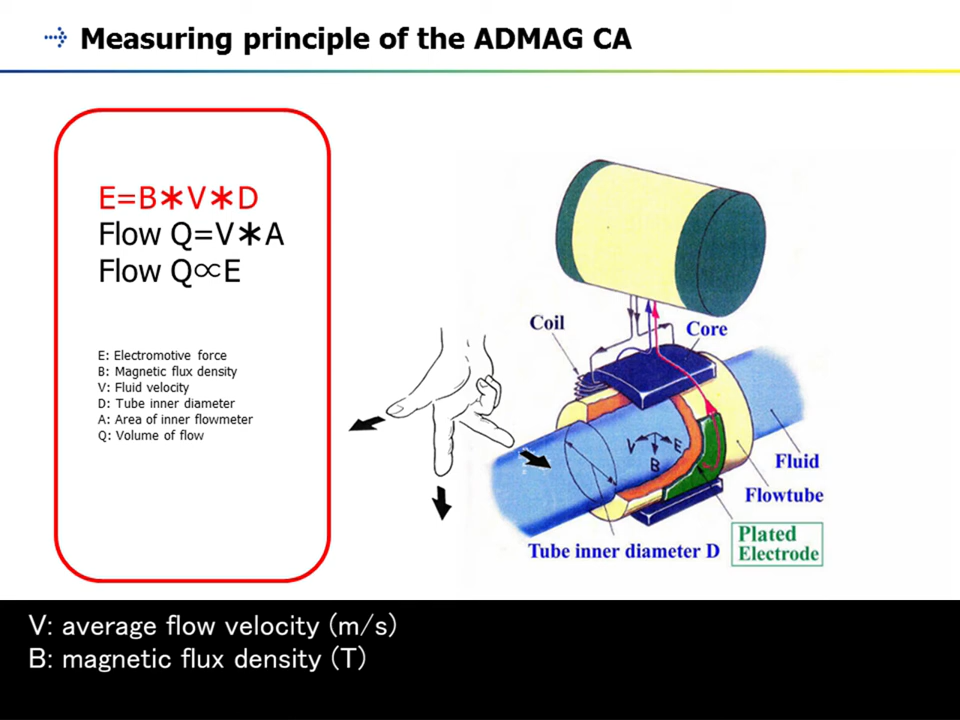 Measuring principle of the ADMAG CA
E=B∗V∗D
Flow Q=V∗A
Flow Q∝E
E: Electromotive force
B: Magnetic flux density
V: Fluid velocity
D: Tube inner diameter
A: Area of inner flowmeter
Q: Volume of flow
Coil
Core
V
E
B
Fluid
Flowtube
Plated
Electrode
Tube inner diameter D
V: average flow velocity (m/s)
B: magnetic flux density (T)